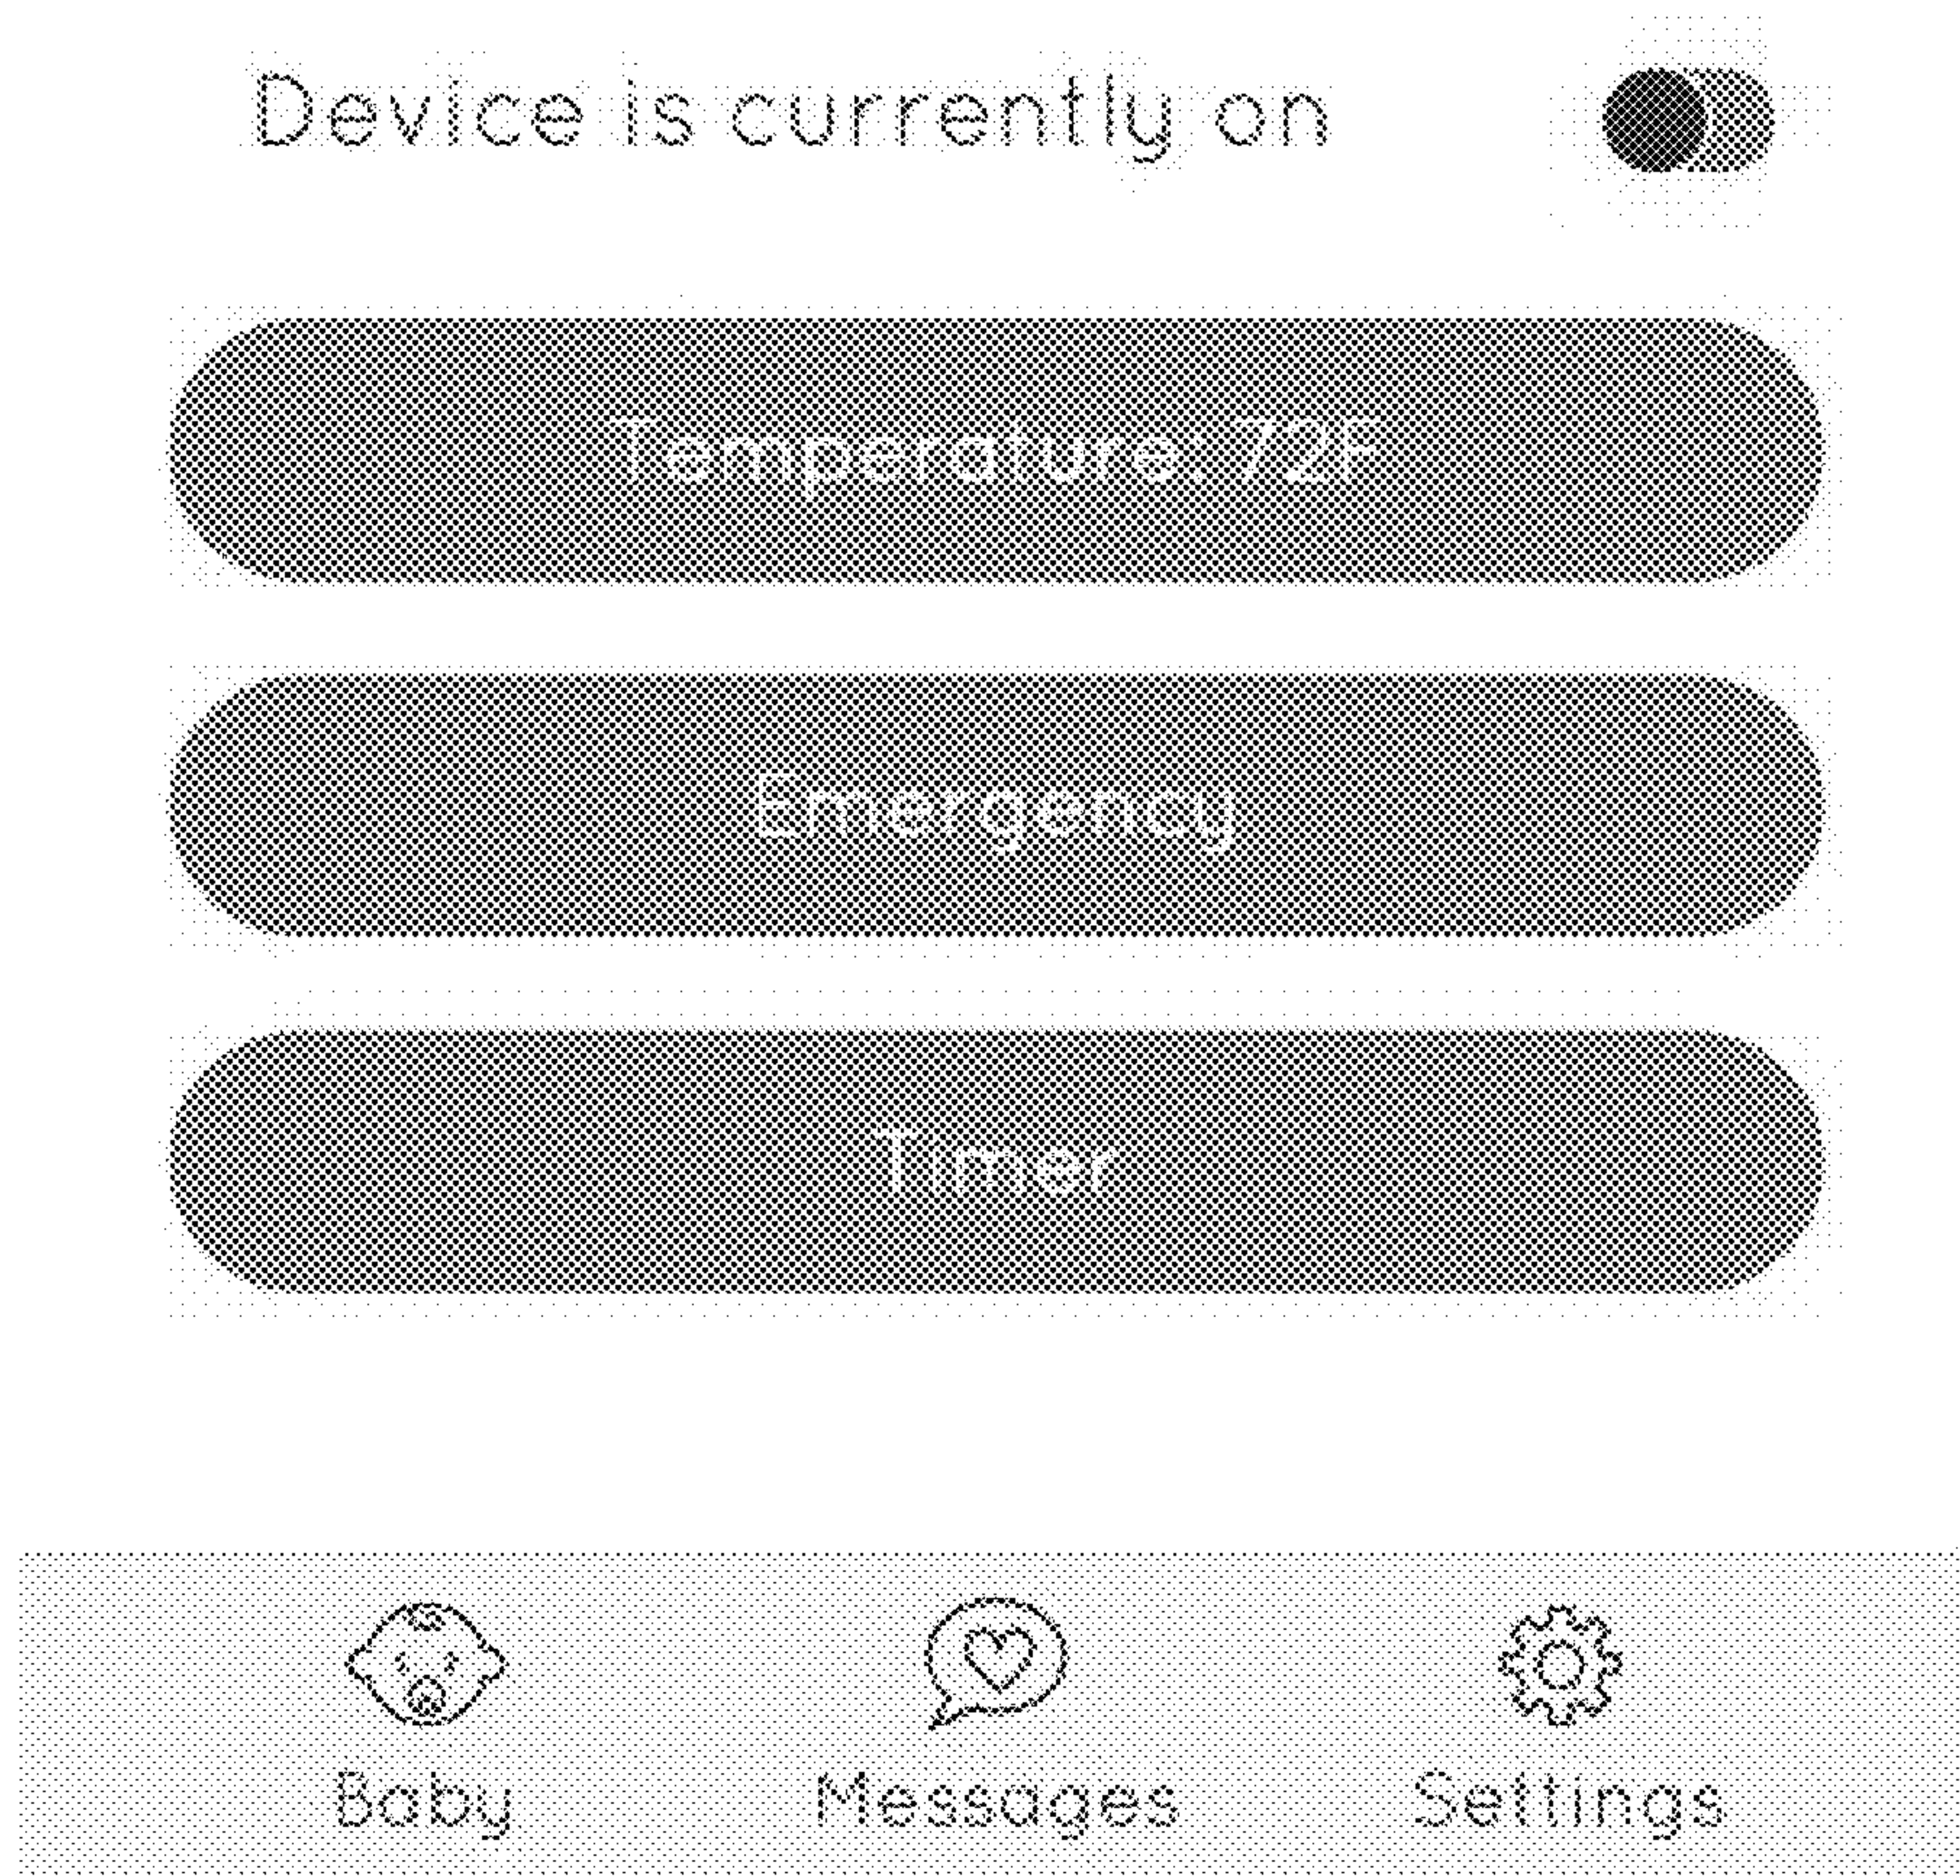 Device is currently on
Temperature: 72F
Emergency
Timer
Baby Messages Settings